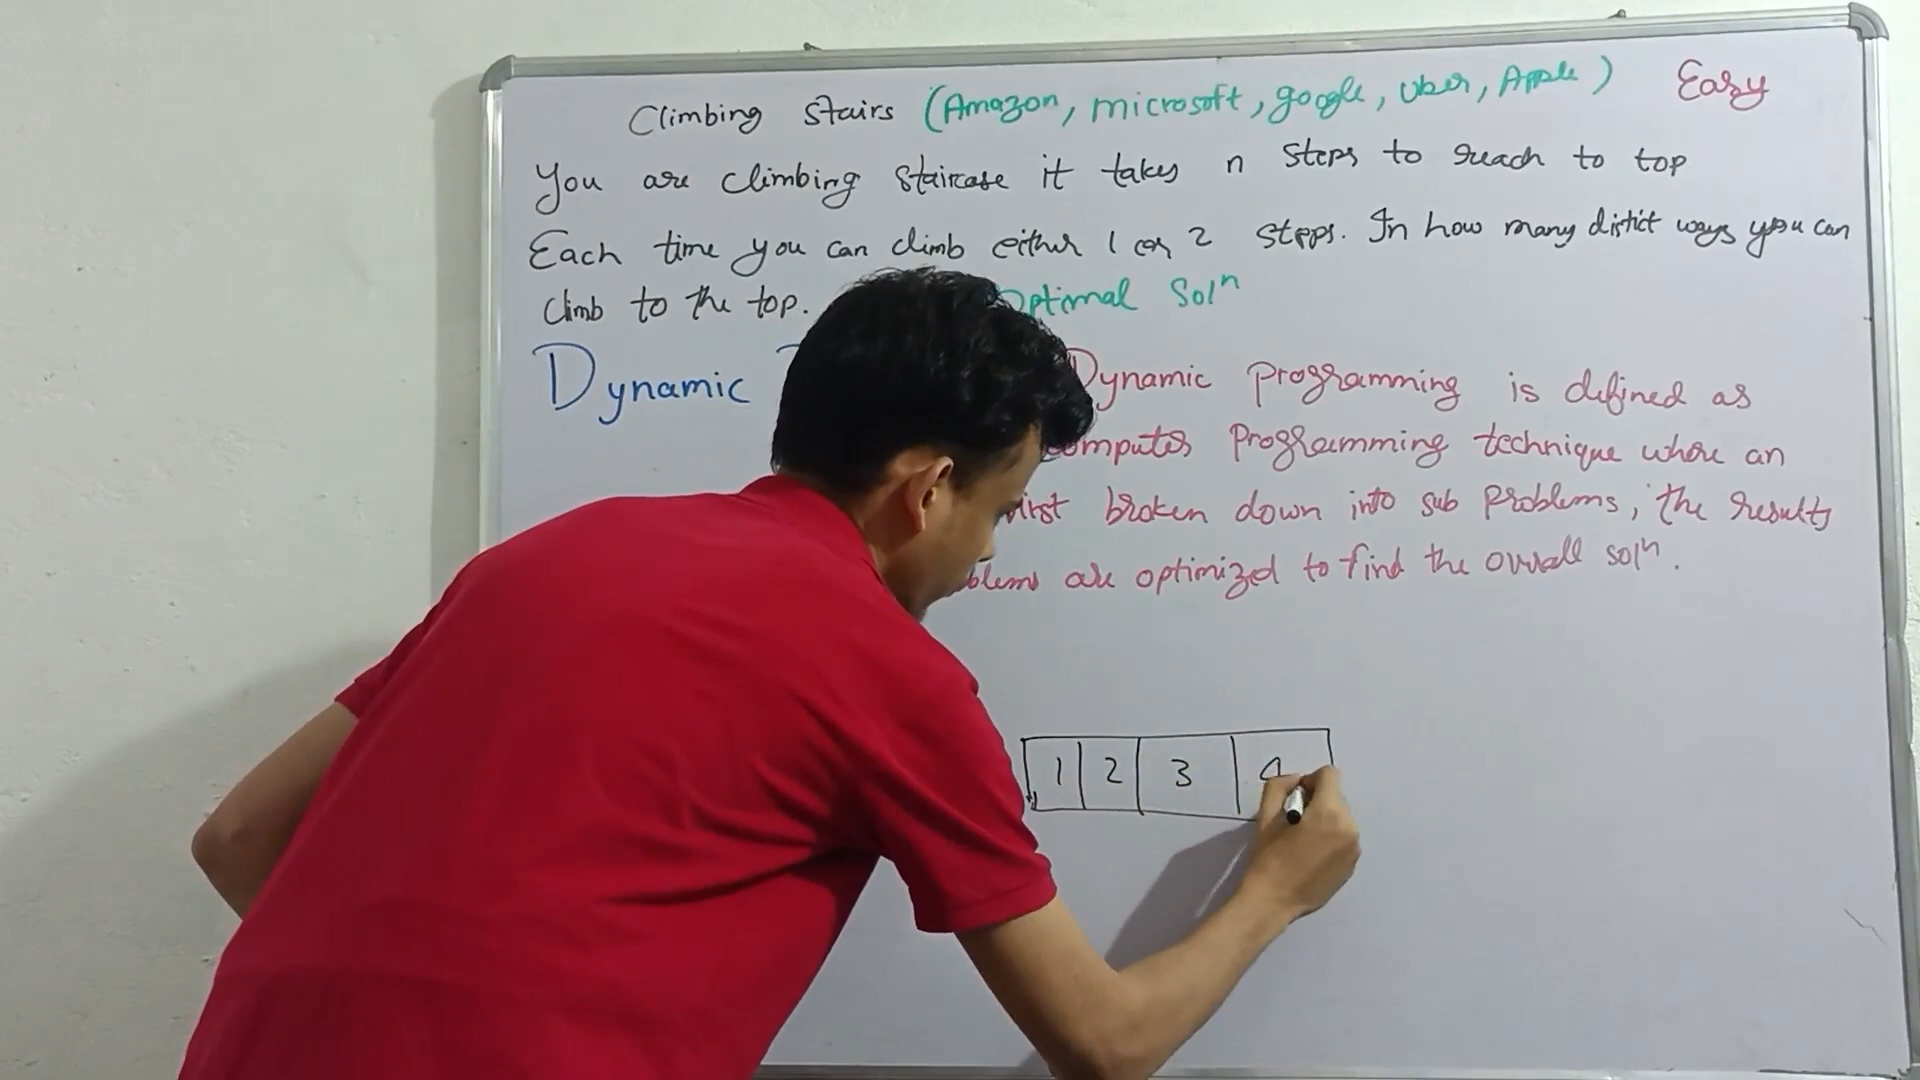 Climbing Stairs (Amazon, microsoft, google, Uber, Apple) Easy
You are climbing staircase it takes n steps to reach to top
Each time you can climb either 1 or 2 steps. In how many distict ways you can
climb to the top. Optimal Solⁿ
Dynamic
Dynamic programming is defined as
computer Programming technique where an
first broken down into sub problems, the results
blems are optimized to find the overall solⁿ.
1 2 3 4